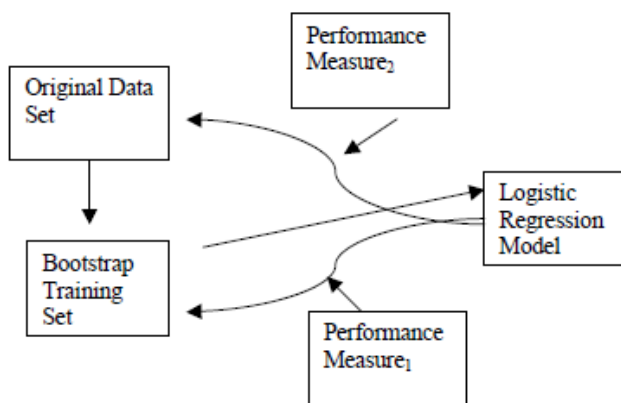 Performance
Measure₂
Original Data
Set
Logistic
Regression
Model
Bootstrap
Training
Set
Performance
Measure₁